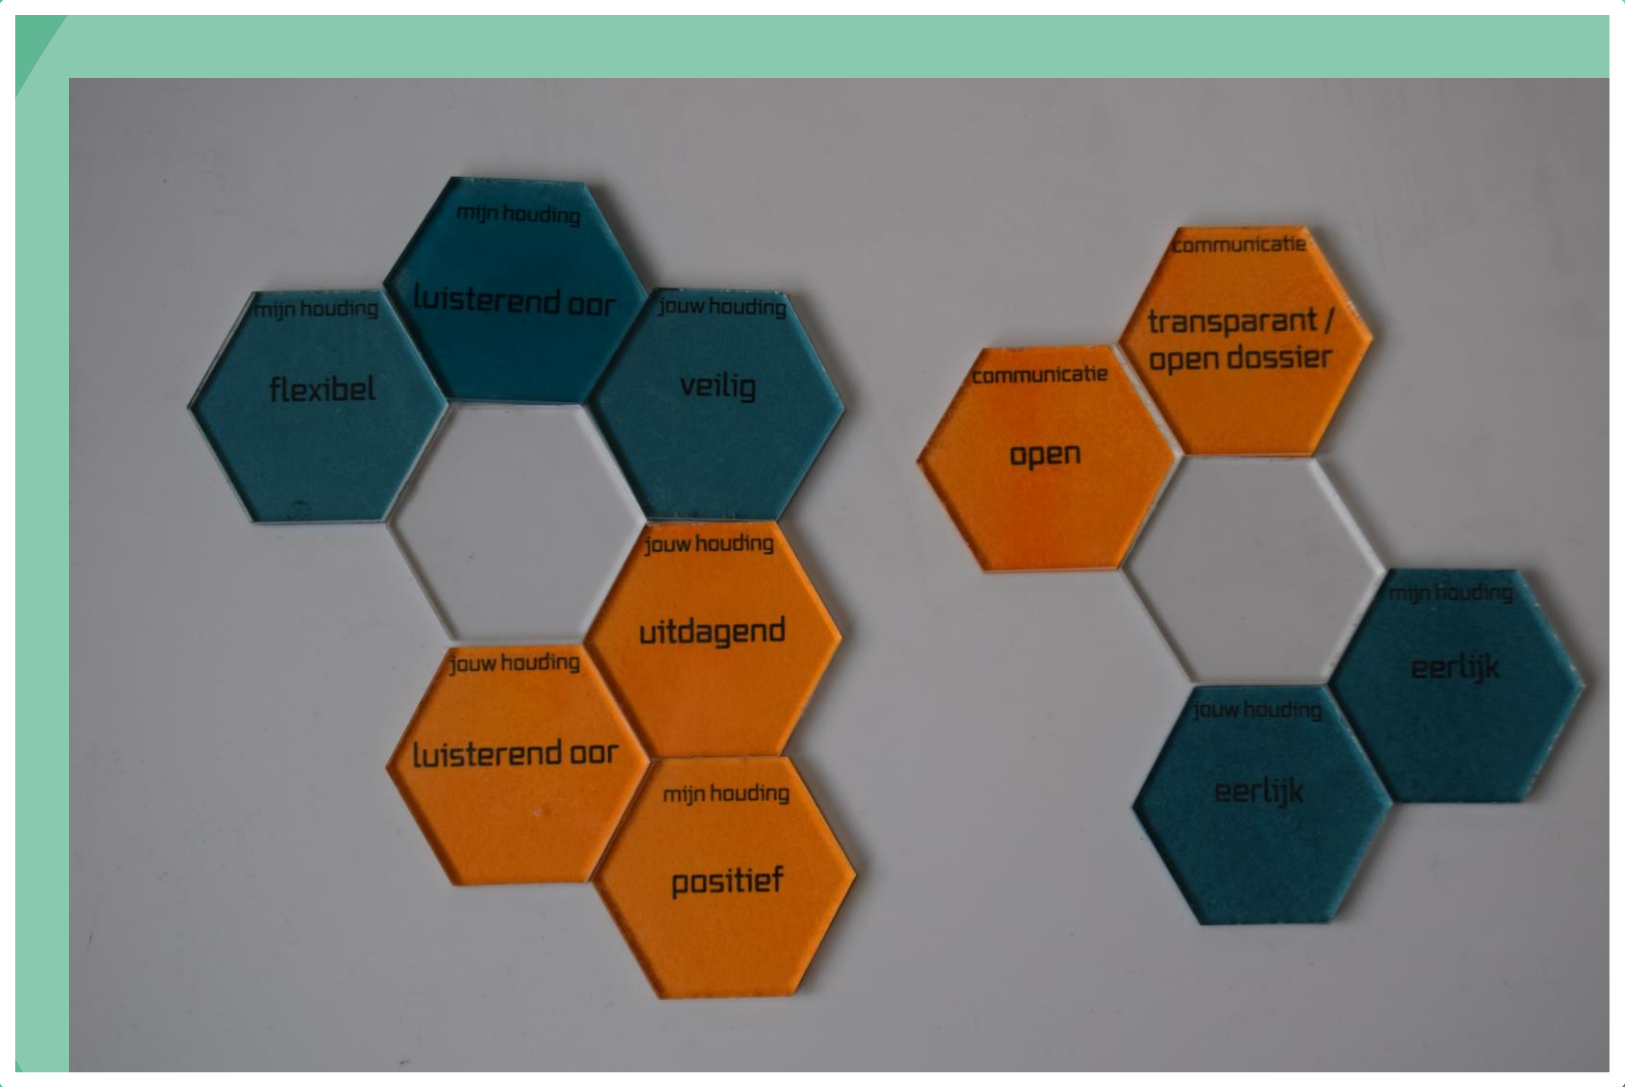 mijn houding
luisterend oor
mijn houding
flexibel
jouw houding
veilig
jouw houding
uitdagend
jouw houding
luisterend oor
mijn houding
positief
communicatie
transparant /
open dossier
communicatie
open
mijn houding
eerlijk
jouw houding
eerlijk